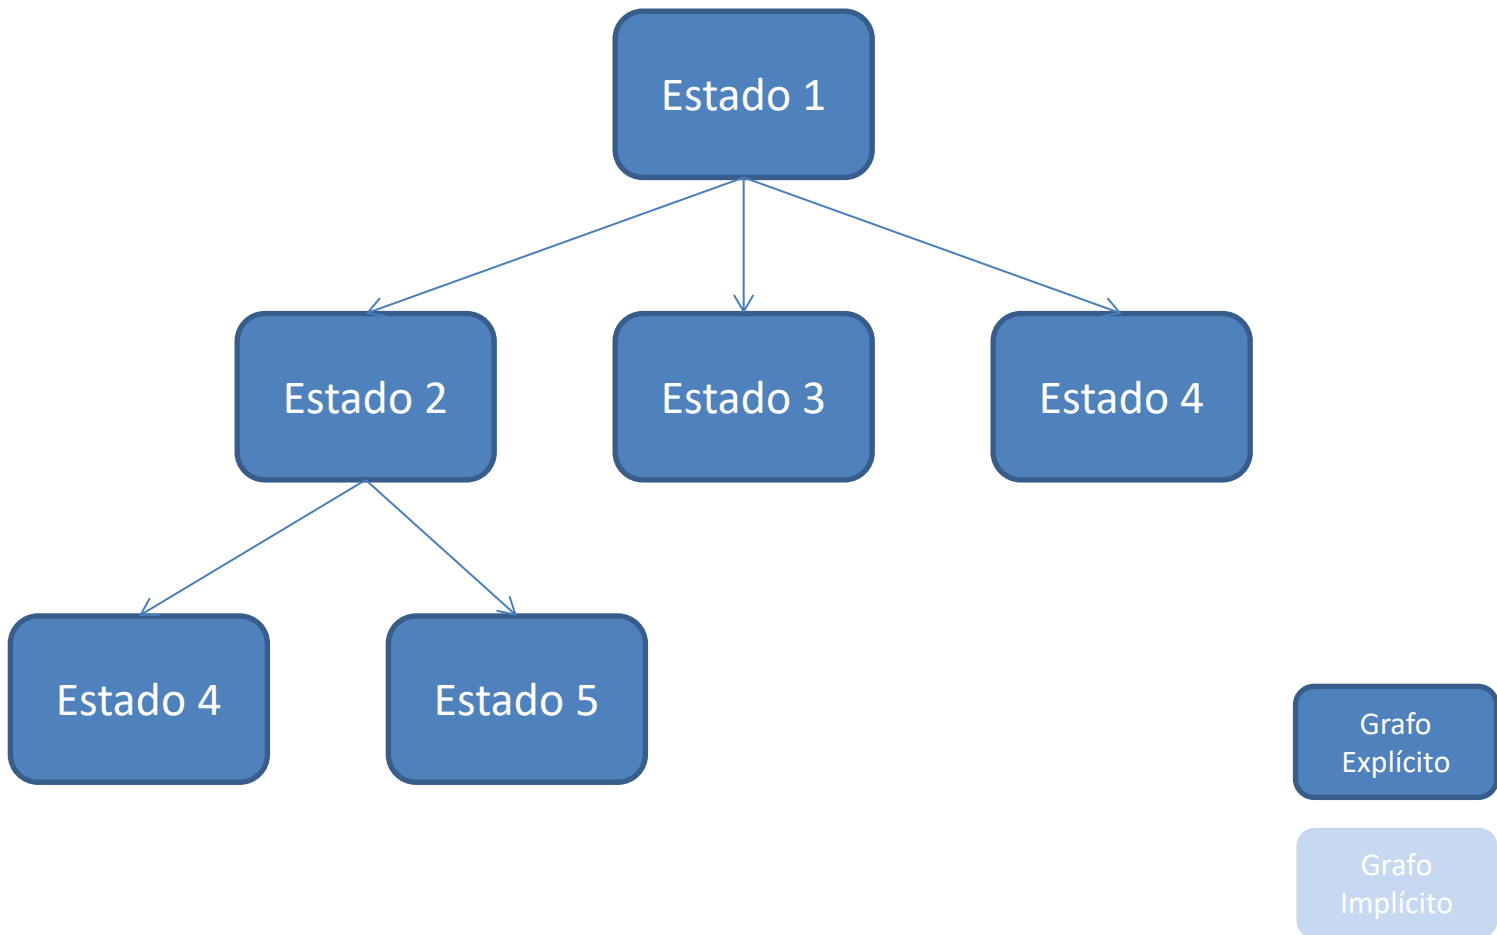 Estado 1
Estado 2
Estado 3
Estado 4
Estado 4
Estado 5
Grafo
Explícito
Grafo
Implícito